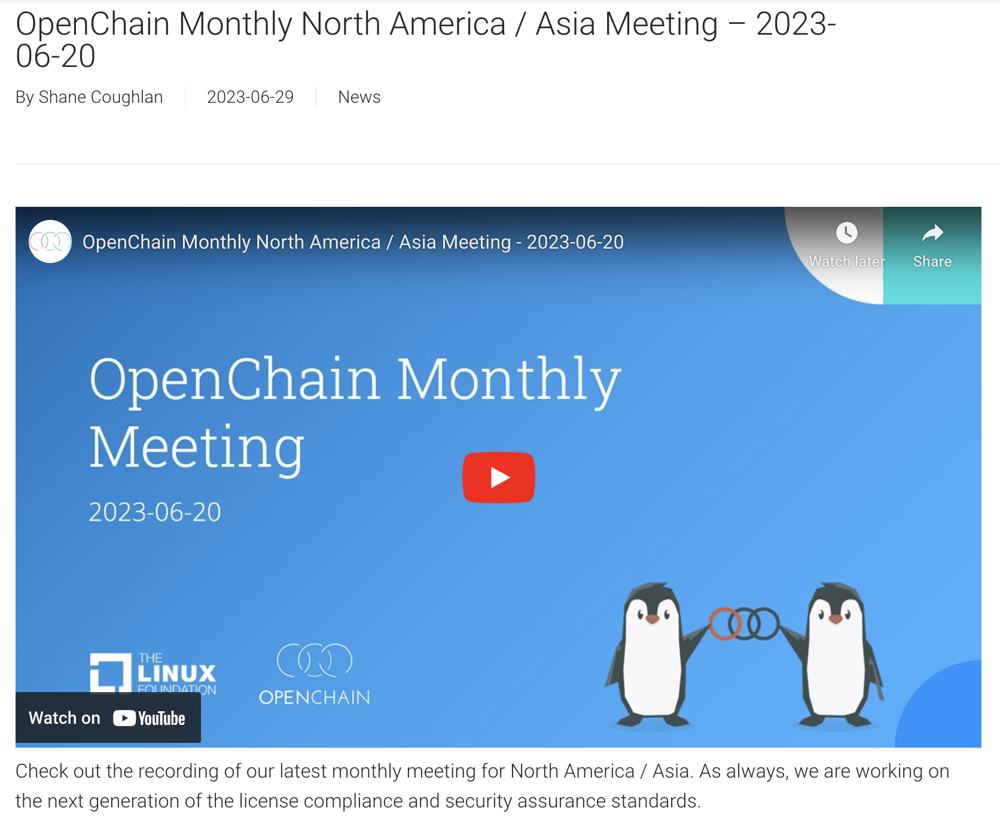 OpenChain Monthly North America / Asia Meeting – 2023-
06-20
By Shane Coughlan
2023-06-29
News
OpenChain Monthly North America / Asia Meeting - 2023-06-20
Watch later
Share
OpenChain Monthly
Meeting
2023-06-20
THE
LINUX
FOUNDATION
OPENCHAIN
Watch on YouTube
Check out the recording of our latest monthly meeting for North America / Asia. As always, we are working on
the next generation of the license compliance and security assurance standards.